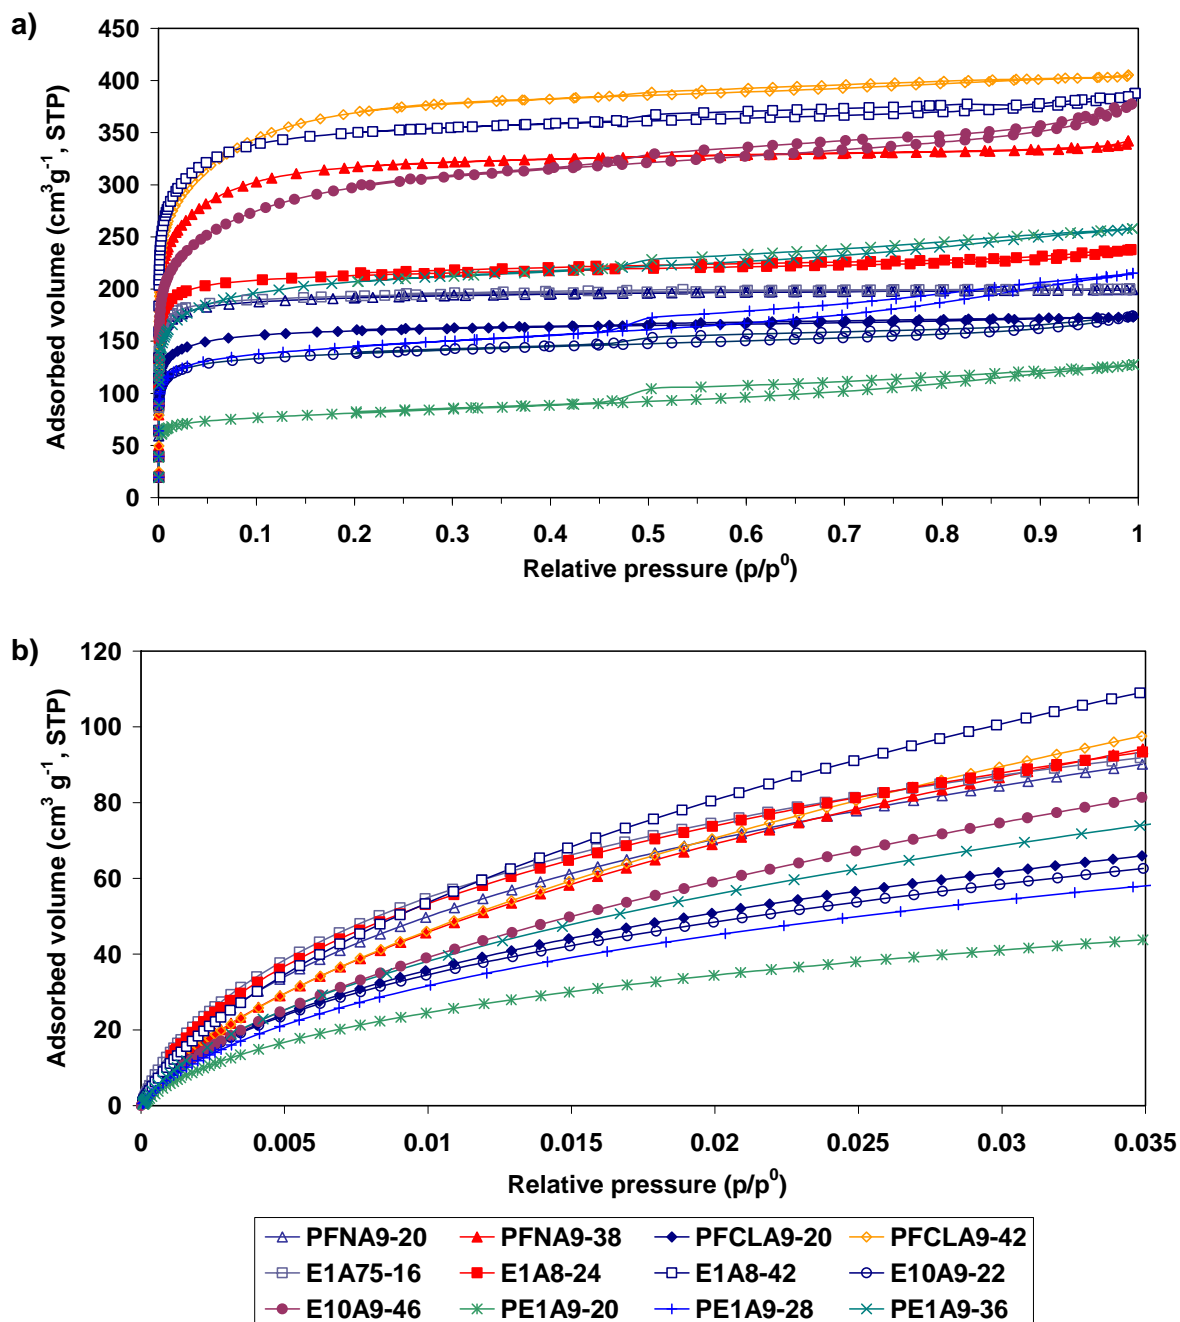 a)
Adsorbed volume (cm³g⁻¹ , STP)
450
400
350
300
250
200
150
100
50
0
0 0.1 0.2 0.3 0.4 0.5 0.6 0.7 0.8 0.9 1
Relative pressure (p/p⁰)
b)
Adsorbed volume (cm³ g⁻¹ , STP)
120
100
80
60
40
20
0
0 0.005 0.01 0.015 0.02 0.025 0.03 0.035
Relative pressure (p/p⁰)
PFNA9-20 PFNA9-38 PFCLA9-20 PFCLA9-42
E1A75-16 E1A8-24 E1A8-42 E10A9-22
E10A9-46 PE1A9-20 PE1A9-28 PE1A9-36